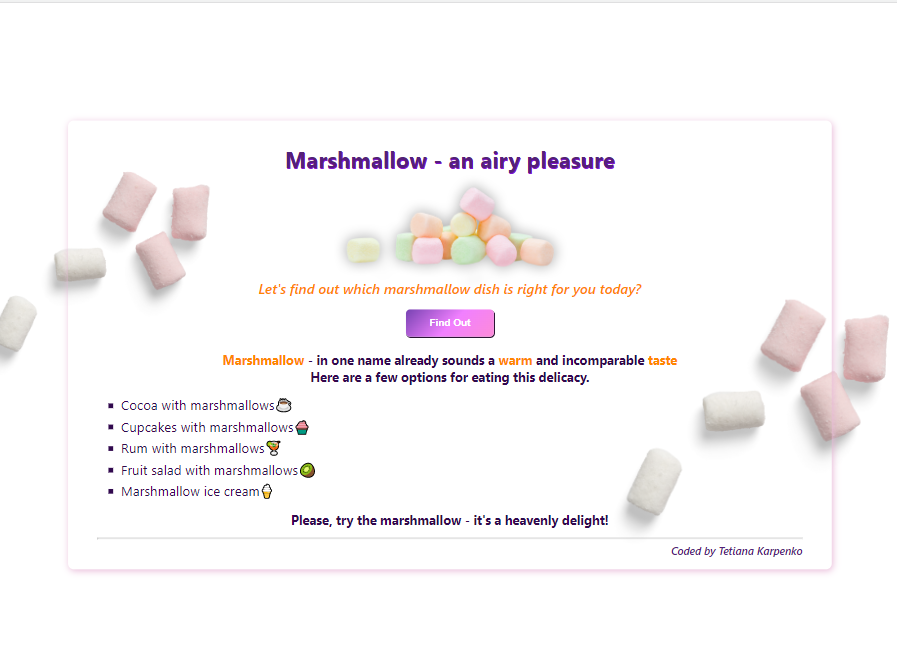 Marshmallow - an airy pleasure
Let's find out which marshmallow dish is right for you today?
Find Out
Marshmallow - in one name already sounds a warm and incomparable taste
Here are a few options for eating this delicacy.
Cocoa with marshmallows☕
Cupcakes with marshmallows🧁
Rum with marshmallows🍹
Fruit salad with marshmallows🥝
Marshmallow ice cream🍦
Please, try the marshmallow - it's a heavenly delight!
Coded by Tetiana Karpenko